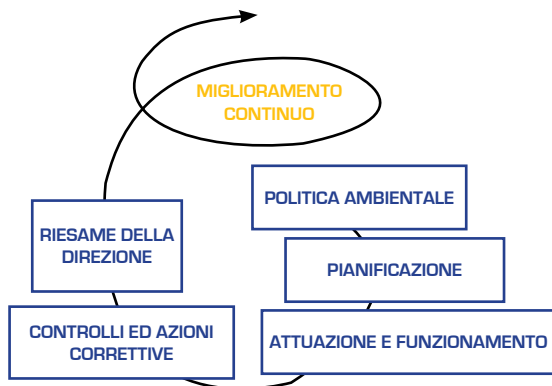 MIGLIORAMENTO
CONTINUO
POLITICA AMBIENTALE
RIESAME DELLA
DIREZIONE
PIANIFICAZIONE
CONTROLLI ED AZIONI
CORRETTIVE
ATTUAZIONE E FUNZIONAMENTO